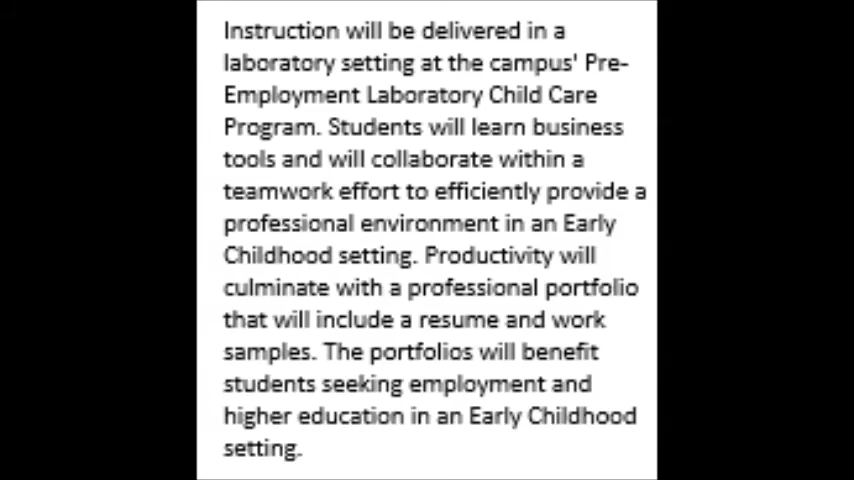 Instruction will be delivered in a
laboratory setting at the campus' Pre-
Employment Laboratory Child Care
Program. Students will learn business
tools and will collaborate within a
teamwork effort to efficiently provide a
professional environment in an Early
Childhood setting. Productivity will
culminate with a professional portfolio
that will include a resume and work
samples. The portfolios will benefit
students seeking employment and
higher education in an Early Childhood
setting.